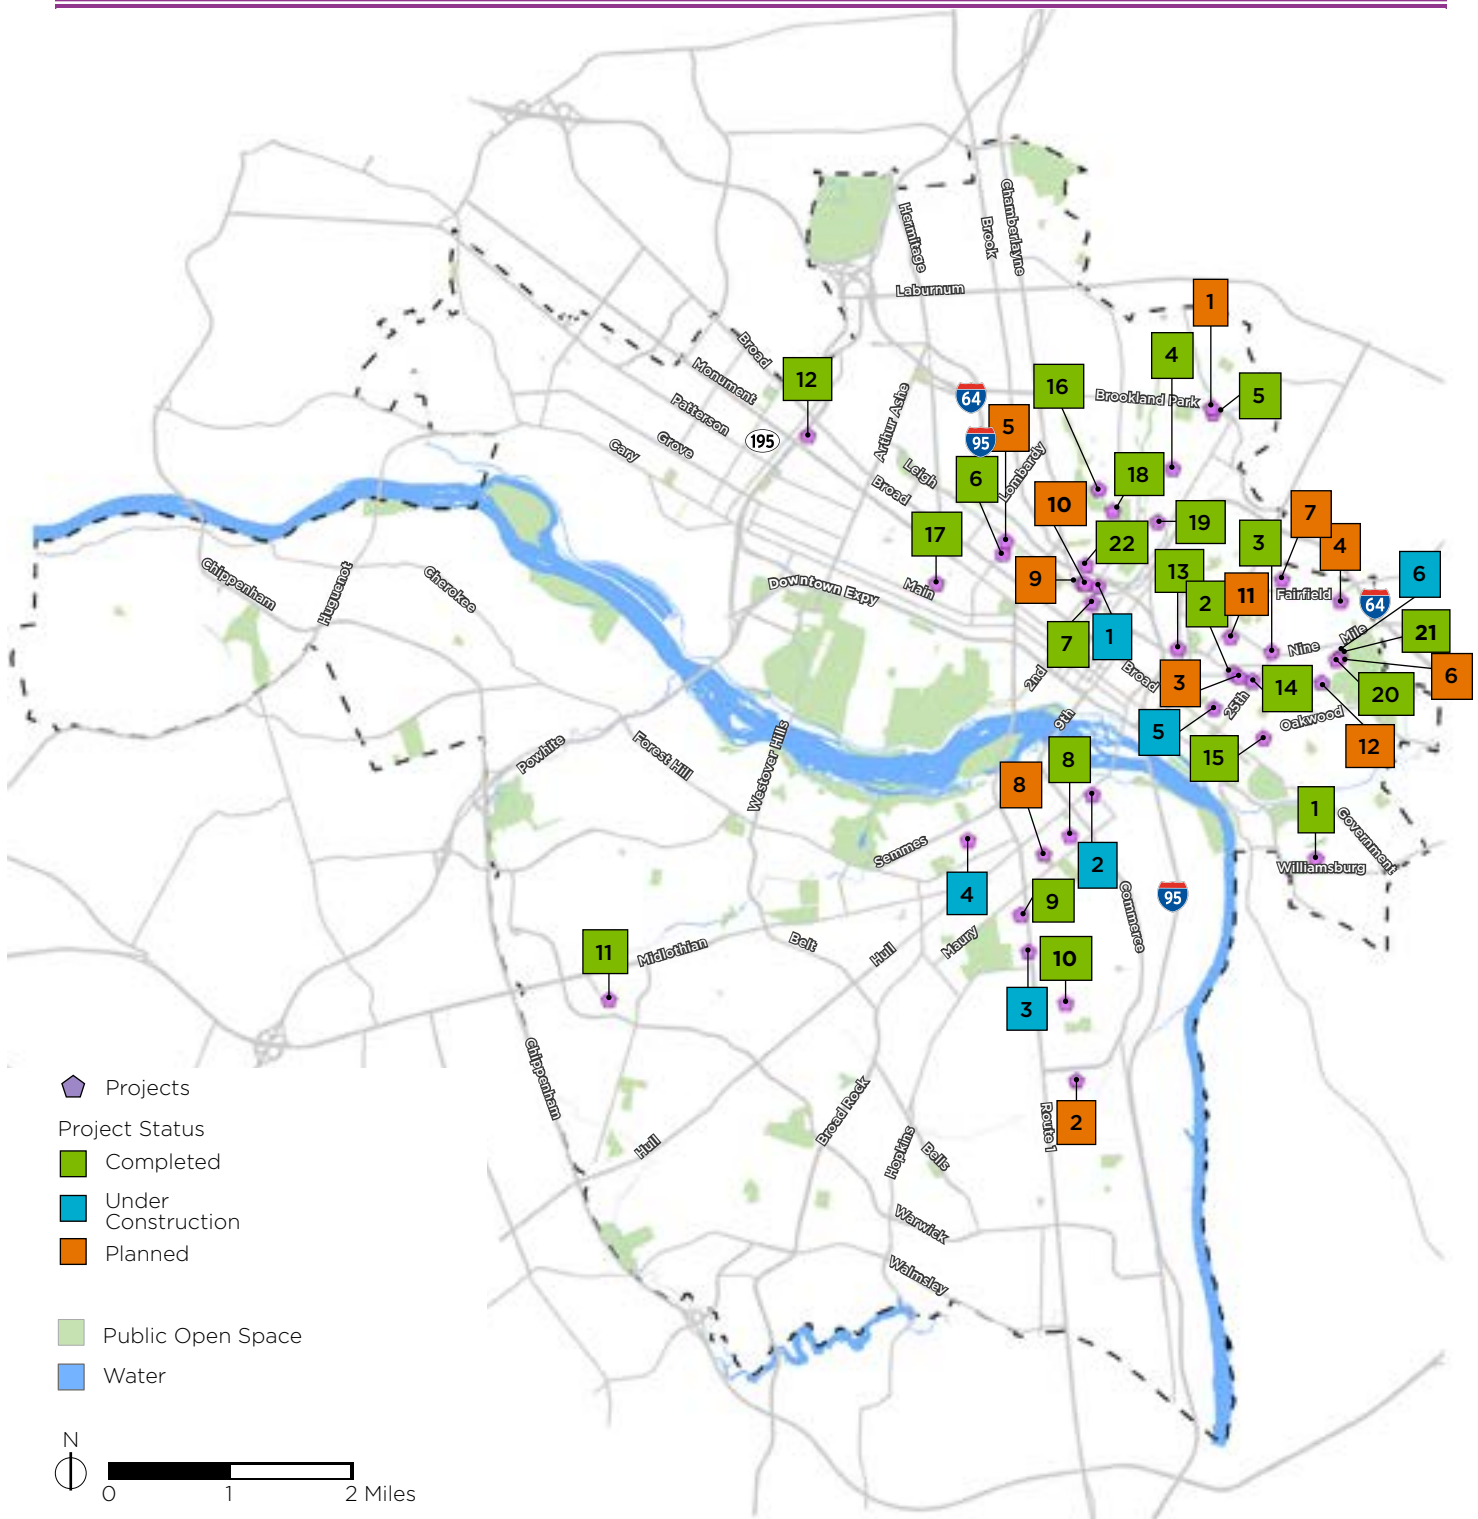 Hermitage
Brook
Chamberlayne
Laburnum
1
Broad
4
Monument
12
16
Brookland Park
5
64
Patterson
Arthur Ashe
5
195
95
Grove
Cary
Leigh
Lombardy
6
18
Broad
10
7
17
22
19
3
4
13
9
6
Downtown Expy
Main
2
11
Fairfield
64
Chippenham
Huguenot
Cherokee
7
1
Nine
Mile
21
2nd
Broad
3
14
20
6
25th
Oakwood
9th
5
15
12
Powhite
Forest Hill
Westover Hills
8
8
1
Government
Semmes
2
Williamsburg
4
9
Commerce
95
11
Midlothian
Belt
Hull
Maury
10
3
Chippenham
Broad Rock
Route 1
2
Hull
Hopkins
Bells
Warwick
Walmsley
Projects
Project Status
Completed
Under
Construction
Planned
Public Open Space
Water
N
0 1 2 Miles